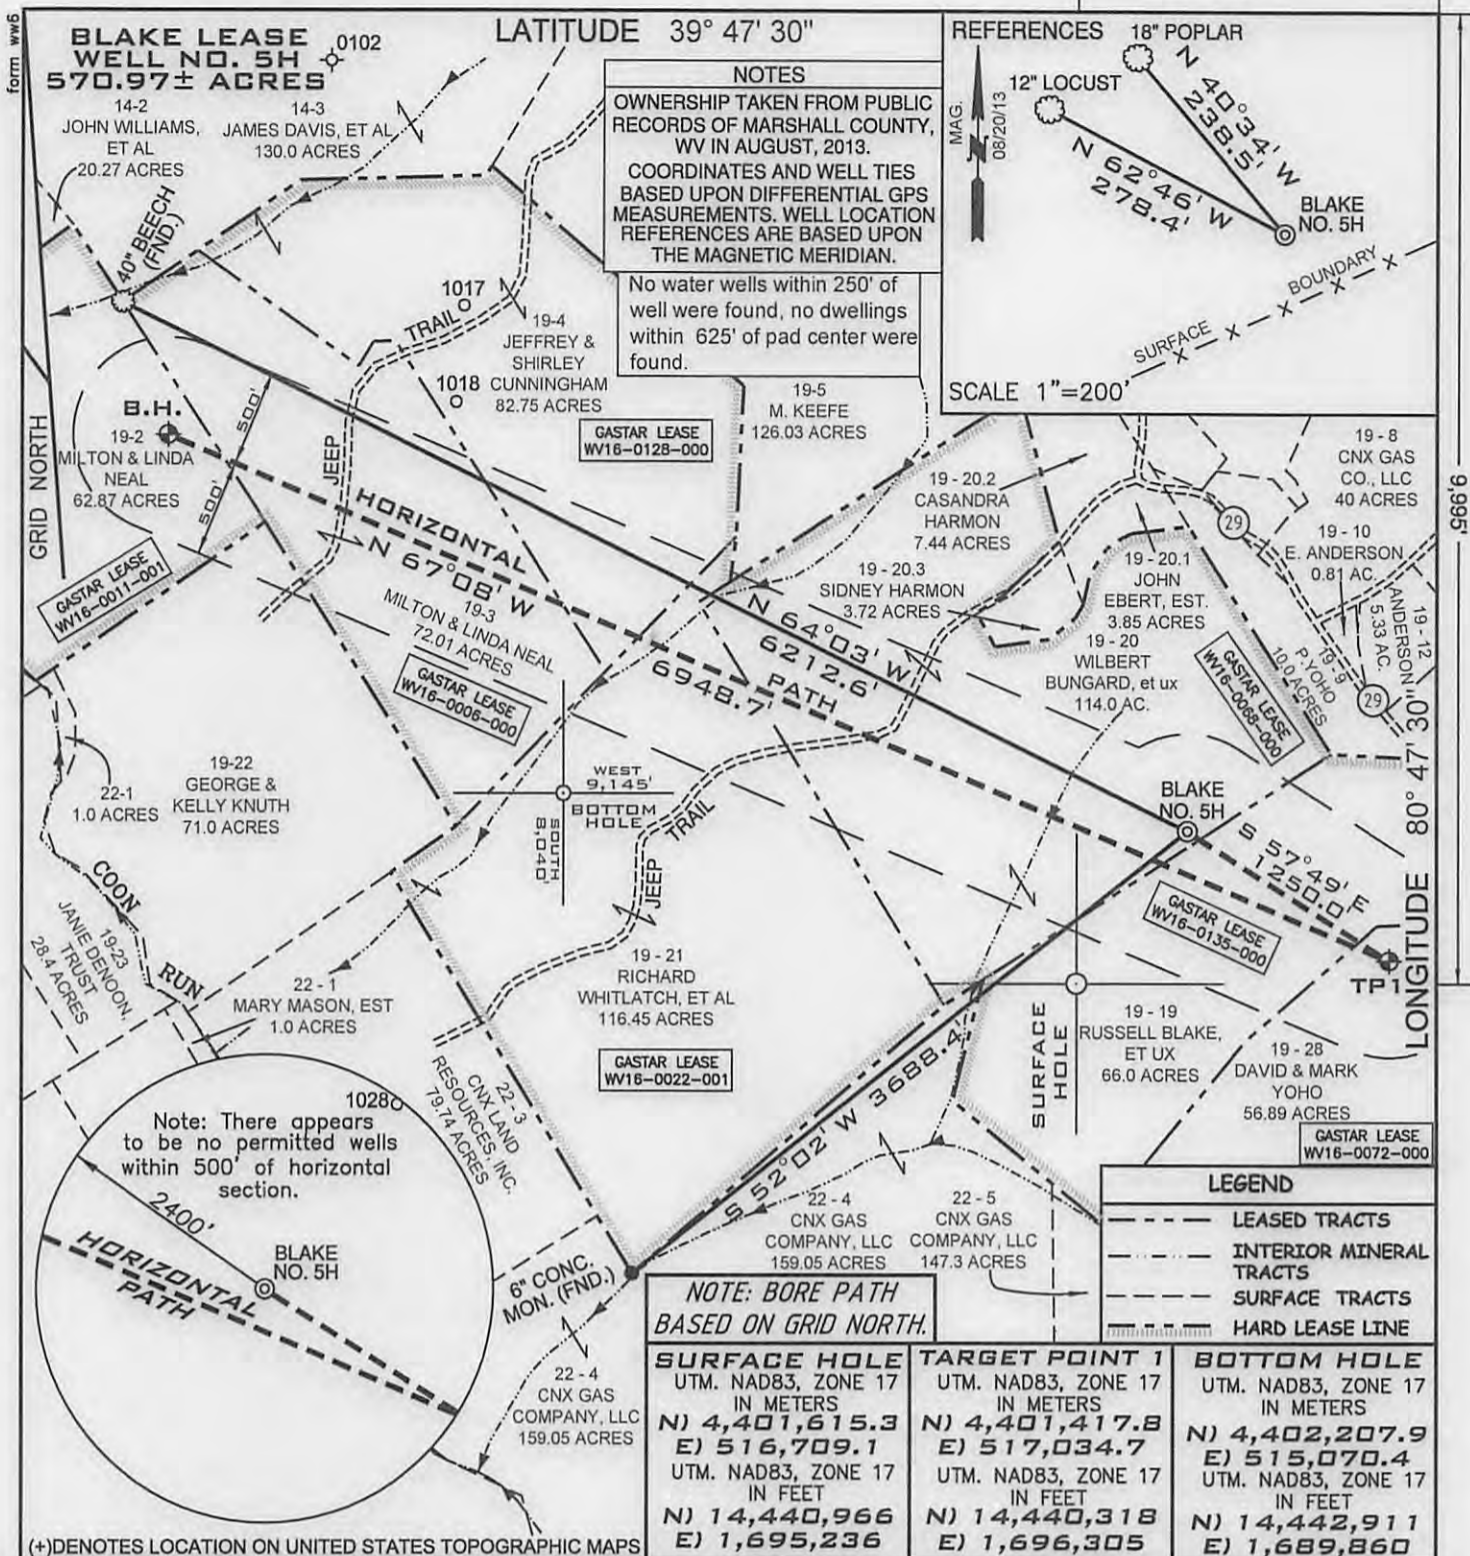 form ww6
BLAKE LEASE
WELL NO. 5H
570.97± ACRES
0102
LATITUDE 39° 47' 30"
14-2
JOHN WILLIAMS,
ET AL
20.27 ACRES
14-3
JAMES DAVIS, ET AL
130.0 ACRES
NOTES
OWNERSHIP TAKEN FROM PUBLIC
RECORDS OF MARSHALL COUNTY,
WV IN AUGUST, 2013.
COORDINATES AND WELL TIES
BASED UPON DIFFERENTIAL GPS
MEASUREMENTS. WELL LOCATION
REFERENCES ARE BASED UPON
THE MAGNETIC MERIDIAN.
No water wells within 250' of
well were found, no dwellings
within 625' of pad center were
found.
REFERENCES
18" POPLAR
12" LOCUST
MAG.
08/20/13
N 40°34' W
238.5'
N 62°46' W
278.4'
BLAKE
NO. 5H
SURFACE BOUNDARY
SCALE 1"=200'
9,995'
40" BEECH
(FND.)
1017
JEEP TRAIL
1018
19-4
JEFFREY &
SHIRLEY
CUNNINGHAM
82.75 ACRES
GASTAR LEASE
WV16-0128-000
19-5
M. KEEFE
126.03 ACRES
GRID NORTH
B.H.
19-2
MILTON & LINDA
NEAL
62.87 ACRES
500'
500'
GASTAR LEASE
WV16-0011-001
HORIZONTAL PATH
N 67°08' W
6948.7'
19-3
MILTON & LINDA NEAL
72.01 ACRES
GASTAR LEASE
WV16-0006-000
N 64°03' W
6212.6'
19 - 20.2
CASANDRA
HARMON
7.44 ACRES
19 - 20.3
SIDNEY HARMON
3.72 ACRES
19 - 20.1
JOHN
EBERT, EST.
3.85 ACRES
19 - 20
WILBERT
BUNGARD, et ux
114.0 AC.
19 - 8
CNX GAS
CO., LLC
40 ACRES
29
19 - 10
E. ANDERSON
0.81 AC.
19 - 12
ANDERSON
5.33 AC.
19 - 9
P.YOHO
10.0 ACRES
29
GASTAR LEASE
WV16-0068-000
LONGITUDE 80° 47' 30"
22-1
1.0 ACRES
19-22
GEORGE &
KELLY KNUTH
71.0 ACRES
WEST
9,145'
BOTTOM
HOLE
SOUTH
8,040'
JEEP TRAIL
BLAKE
NO. 5H
S 57°49' E
1250.0'
GASTAR LEASE
WV16-0135-000
TP1
COON RUN
19-23
JANIE DENOON,
TRUST
28.4 ACRES
22 - 1
MARY MASON, EST
1.0 ACRES
19 - 21
RICHARD
WHITLATCH, ET AL
116.45 ACRES
GASTAR LEASE
WV16-0022-001
22 - 3
CNX LAND
RESOURCES, INC.
79.74 ACRES
S 52°02' W 3688.4'
SURFACE
HOLE
19 - 19
RUSSELL BLAKE,
ET UX
66.0 ACRES
19 - 28
DAVID & MARK
YOHO
56.89 ACRES
GASTAR LEASE
WV16-0072-000
1028
Note: There appears
to be no permitted wells
within 500' of horizontal
section.
2400'
BLAKE
NO. 5H
HORIZONTAL
PATH
6" CONC.
MON. (FND.)
22 - 4
CNX GAS
COMPANY, LLC
159.05 ACRES
22 - 5
CNX GAS
COMPANY, LLC
147.3 ACRES
22 - 4
CNX GAS
COMPANY, LLC
159.05 ACRES
LEGEND
LEASED TRACTS
INTERIOR MINERAL
TRACTS
SURFACE TRACTS
HARD LEASE LINE
NOTE: BORE PATH
BASED ON GRID NORTH.
SURFACE HOLE
UTM. NAD83, ZONE 17
IN METERS
N) 4,401,615.3
E) 516,709.1
UTM. NAD83, ZONE 17
IN FEET
N) 14,440,966
E) 1,695,236
TARGET POINT 1
UTM. NAD83, ZONE 17
IN METERS
N) 4,401,417.8
E) 517,034.7
UTM. NAD83, ZONE 17
IN FEET
N) 14,440,318
E) 1,696,305
BOTTOM HOLE
UTM. NAD83, ZONE 17
IN METERS
N) 4,402,207.9
E) 515,070.4
UTM. NAD83, ZONE 17
IN FEET
N) 14,442,911
E) 1,689,860
(+)DENOTES LOCATION ON UNITED STATES TOPOGRAPHIC MAPS